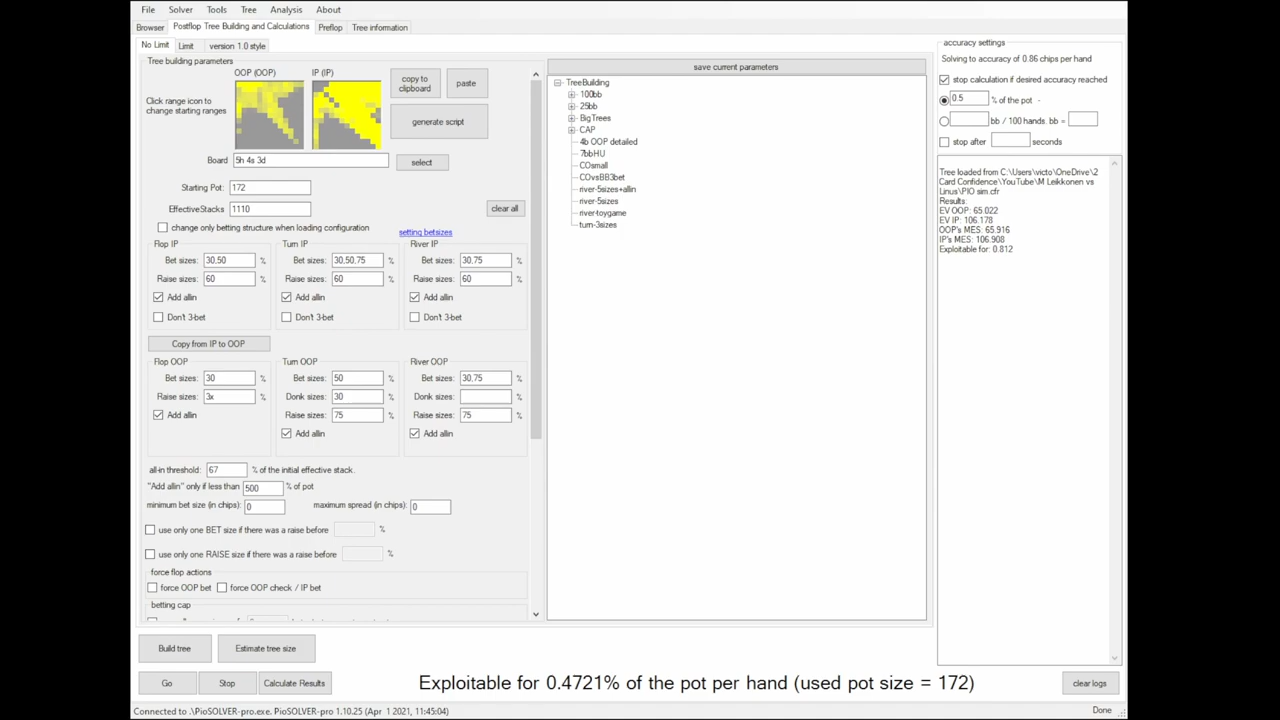 File Solver Tools Tree Analysis About
Browser Postflop Tree Building and Calculations Preflop Tree information
No Limit Limit version 1.0 style
Tree building parameters
OOP (OOP) IP (IP)
Click range icon to
change starting ranges
copy to
clipboard
paste
generate script
Board 5h 4s 3d select
Starting Pot: 172
EffectiveStacks 1110 clear all
change only betting structure when loading configuration setting betsizes
Flop IP Turn IP River IP
Bet sizes: 30,50 % Bet sizes: 30,50,75 % Bet sizes: 30,75 %
Raise sizes: 60 % Raise sizes: 60 % Raise sizes: 60 %
Add allin Add allin Add allin
Don't 3-bet Don't 3-bet Don't 3-bet
Copy from IP to OOP
Flop OOP Turn OOP River OOP
Bet sizes: 30 % Bet sizes: 50 % Bet sizes: 30,75 %
Raise sizes: 3x % Donk sizes: 30 % Donk sizes: %
Add allin Raise sizes: 75 % Raise sizes: 75 %
Add allin Add allin
all-in threshold: 67 % of the initial effective stack.
"Add allin" only if less than 500 % of pot
minimum bet size (in chips): 0 maximum spread (in chips): 0
use only one BET size if there was a raise before %
use only one RAISE size if there was a raise before %
force flop actions
force OOP bet force OOP check / IP bet
betting cap
Build tree Estimate tree size
Go Stop Calculate Results
save current parameters
TreeBuilding
100bb
25bb
BigTrees
CAP
4b OOP detailed
7bbHU
COsmall
COvsBB3bet
river-5sizes+allin
river-5sizes
river-toygame
turn-3sizes
accuracy settings
Solving to accuracy of 0.86 chips per hand
stop calculation if desired accuracy reached
0.5 % of the pot -
bb / 100 hands. bb =
stop after seconds
Tree loaded from C:\Users\victo\OneDrive\2
Card Confidence\YouTube\M Leikkonen vs
Linus\PIO sim.cfr
Results:
EV OOP: 65.022
EV IP: 106.178
OOP's MES: 65.916
IP's MES: 106.908
Exploitable for: 0.812
Exploitable for 0.4721% of the pot per hand (used pot size = 172)
clear logs
Connected to .\PioSOLVER-pro.exe. PioSOLVER-pro 1.10.25 (Apr 1 2021, 11:45:04) Done